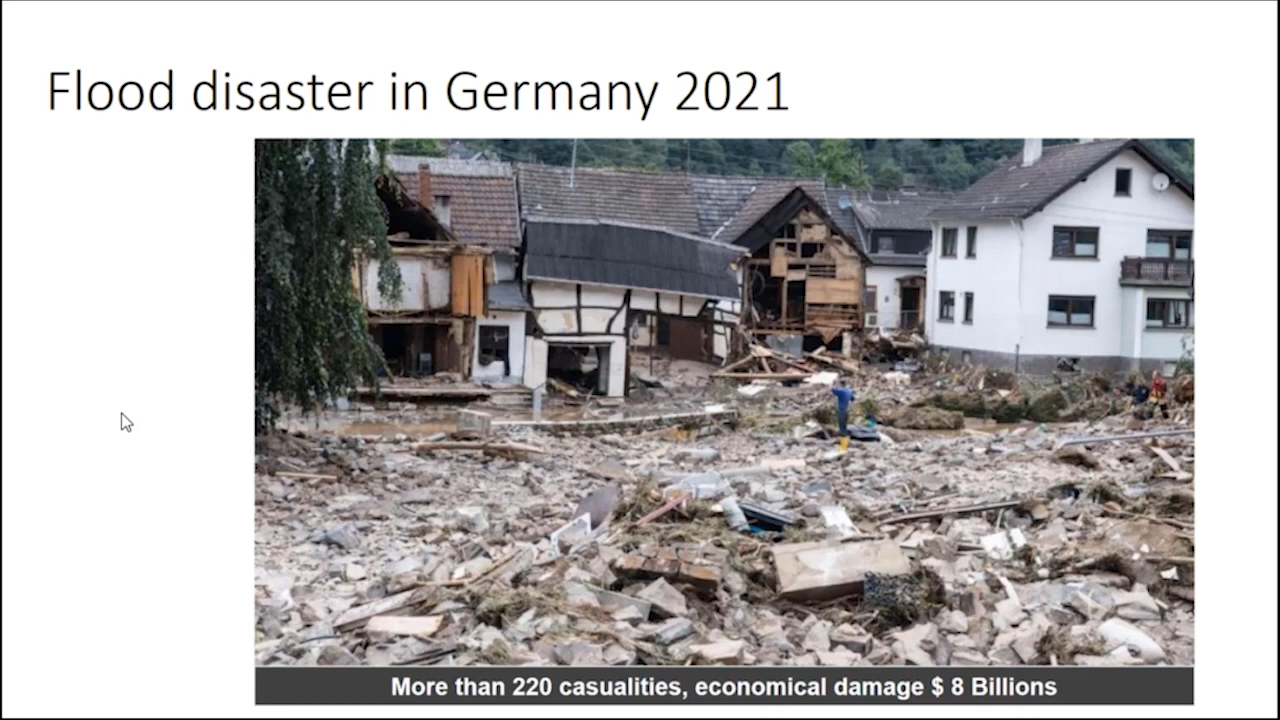 Flood disaster in Germany 2021
More than 220 casualities, economical damage $ 8 Billions